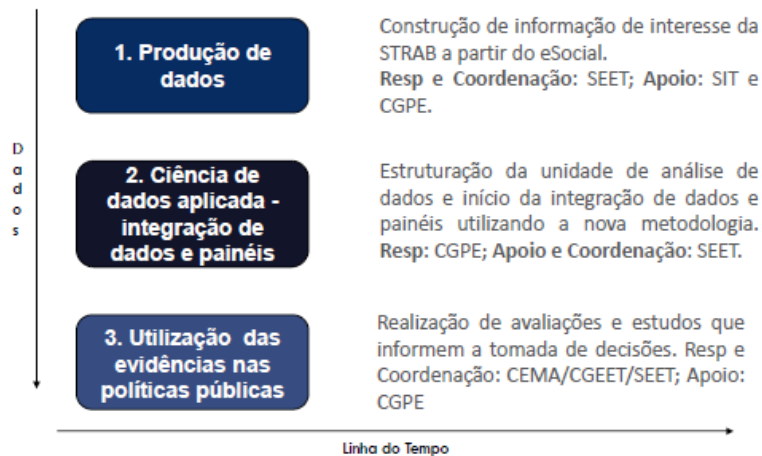 1. Produção de
dados
Construção de informação de interesse da
STRAB a partir do eSocial.
Resp e Coordenação: SEET; Apoio: SIT e
CGPE.
Dados
2. Ciência de
dados aplicada -
integração de
dados e painéis
Estruturação da unidade de análise de
dados e início da integração de dados e
painéis utilizando a nova metodologia.
Resp: CGPE; Apoio e Coordenação: SEET.
3. Utilização das
evidências nas
políticas públicas
Realização de avaliações e estudos que
informem a tomada de decisões. Resp e
Coordenação: CEMA/CGEET/SEET; Apoio:
CGPE
Linha do Tempo